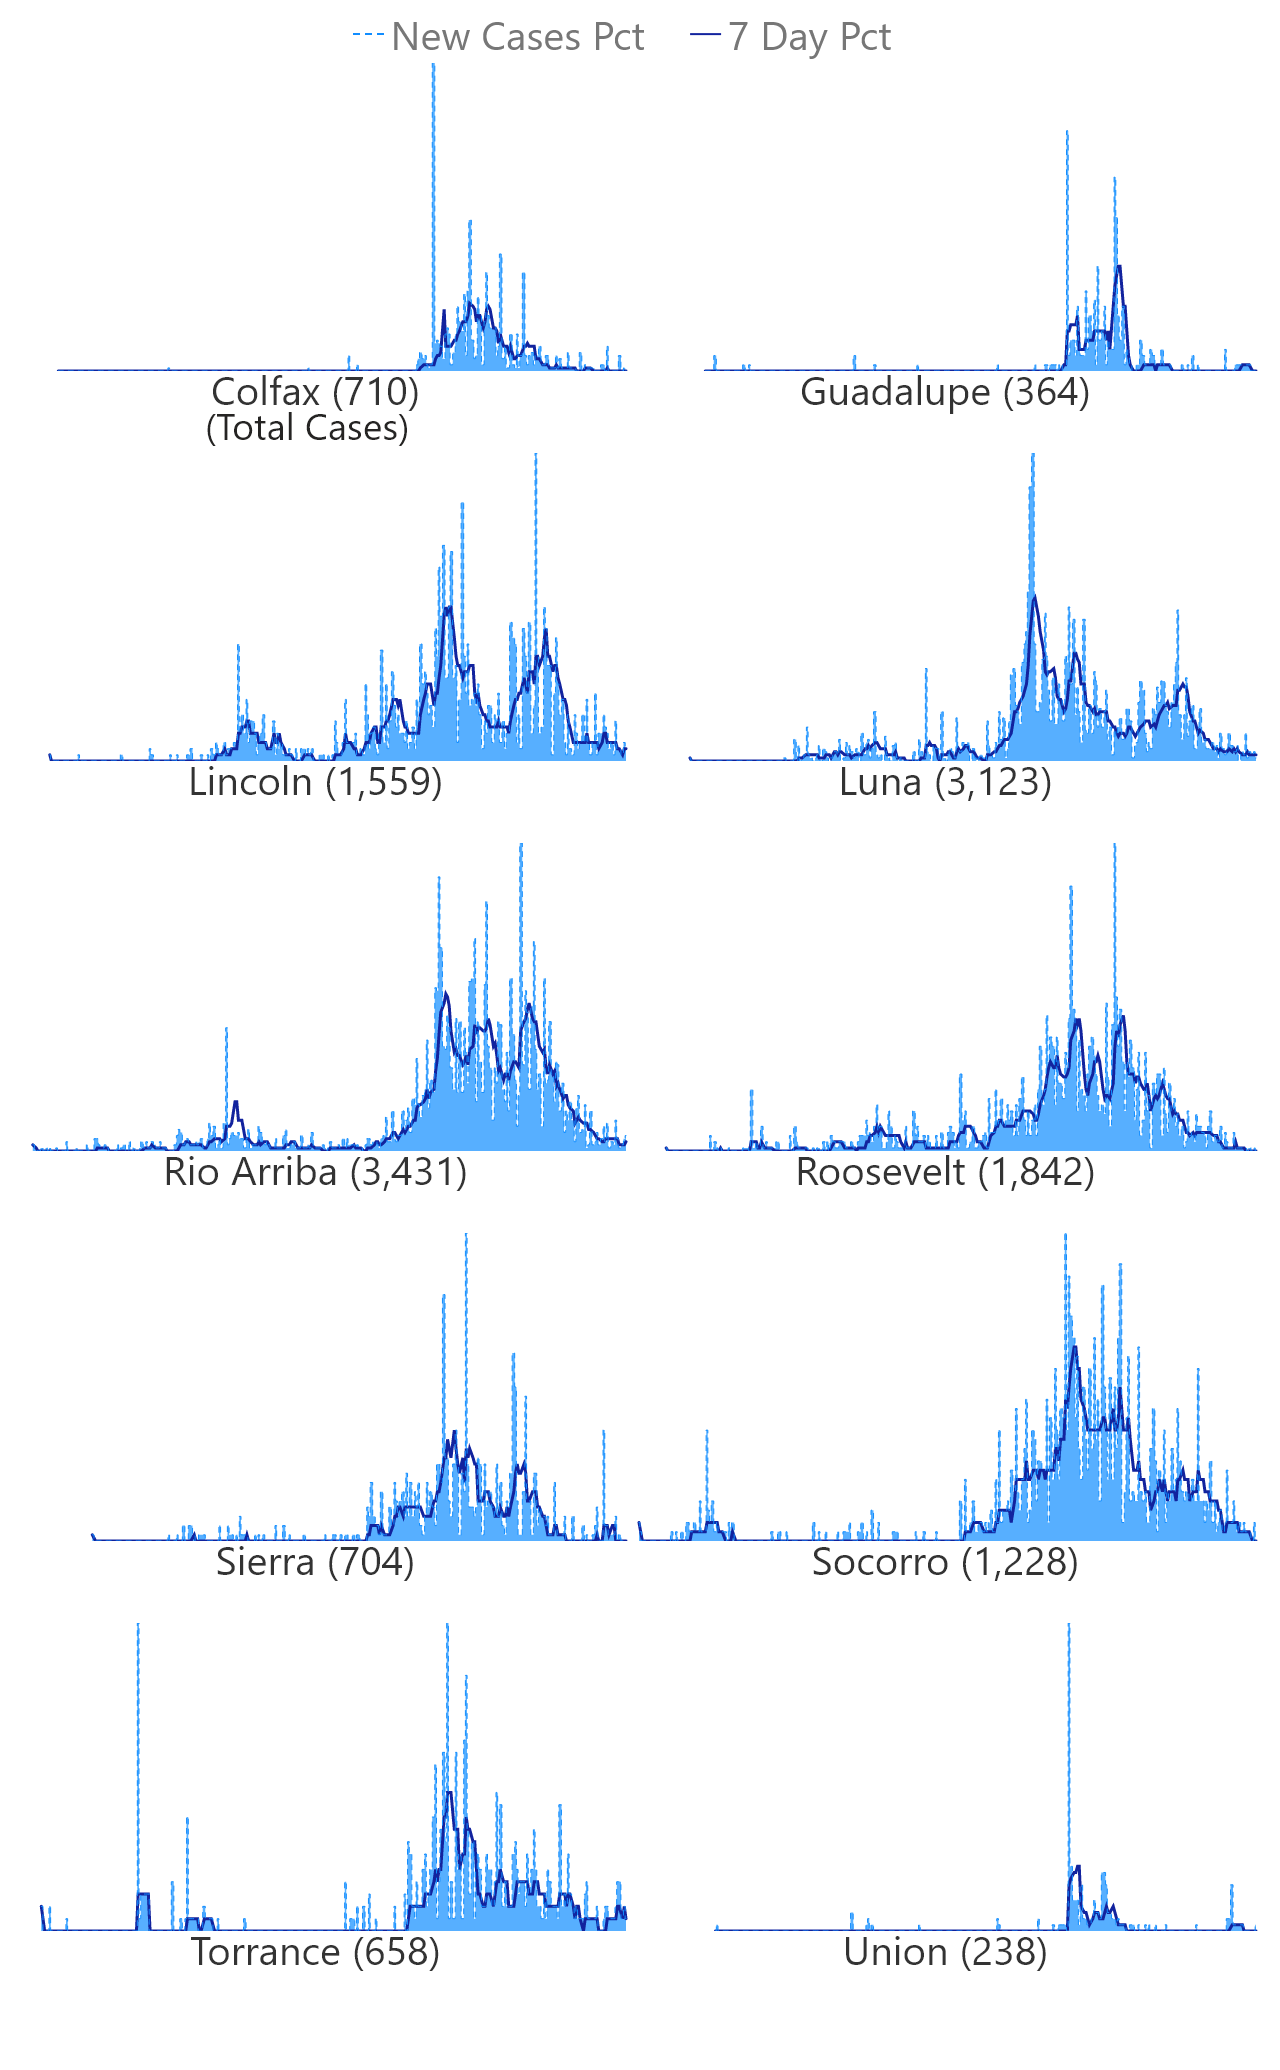 New Cases Pct 7 Day Pct
Colfax (710) Guadalupe (364)
(Total Cases)
Lincoln (1,559) Luna (3,123)
Rio Arriba (3,431) Roosevelt (1,842)
Sierra (704) Socorro (1,228)
Torrance (658) Union (238)